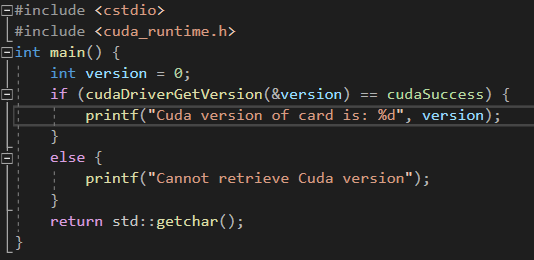 #include <cstdio>
#include <cuda_runtime.h>
int main() {
    int version = 0;
    if (cudaDriverGetVersion(&version) == cudaSuccess) {
        printf("Cuda version of card is: %d", version);
    }
    else {
        printf("Cannot retrieve Cuda version");
    }
    return std::getchar();
}